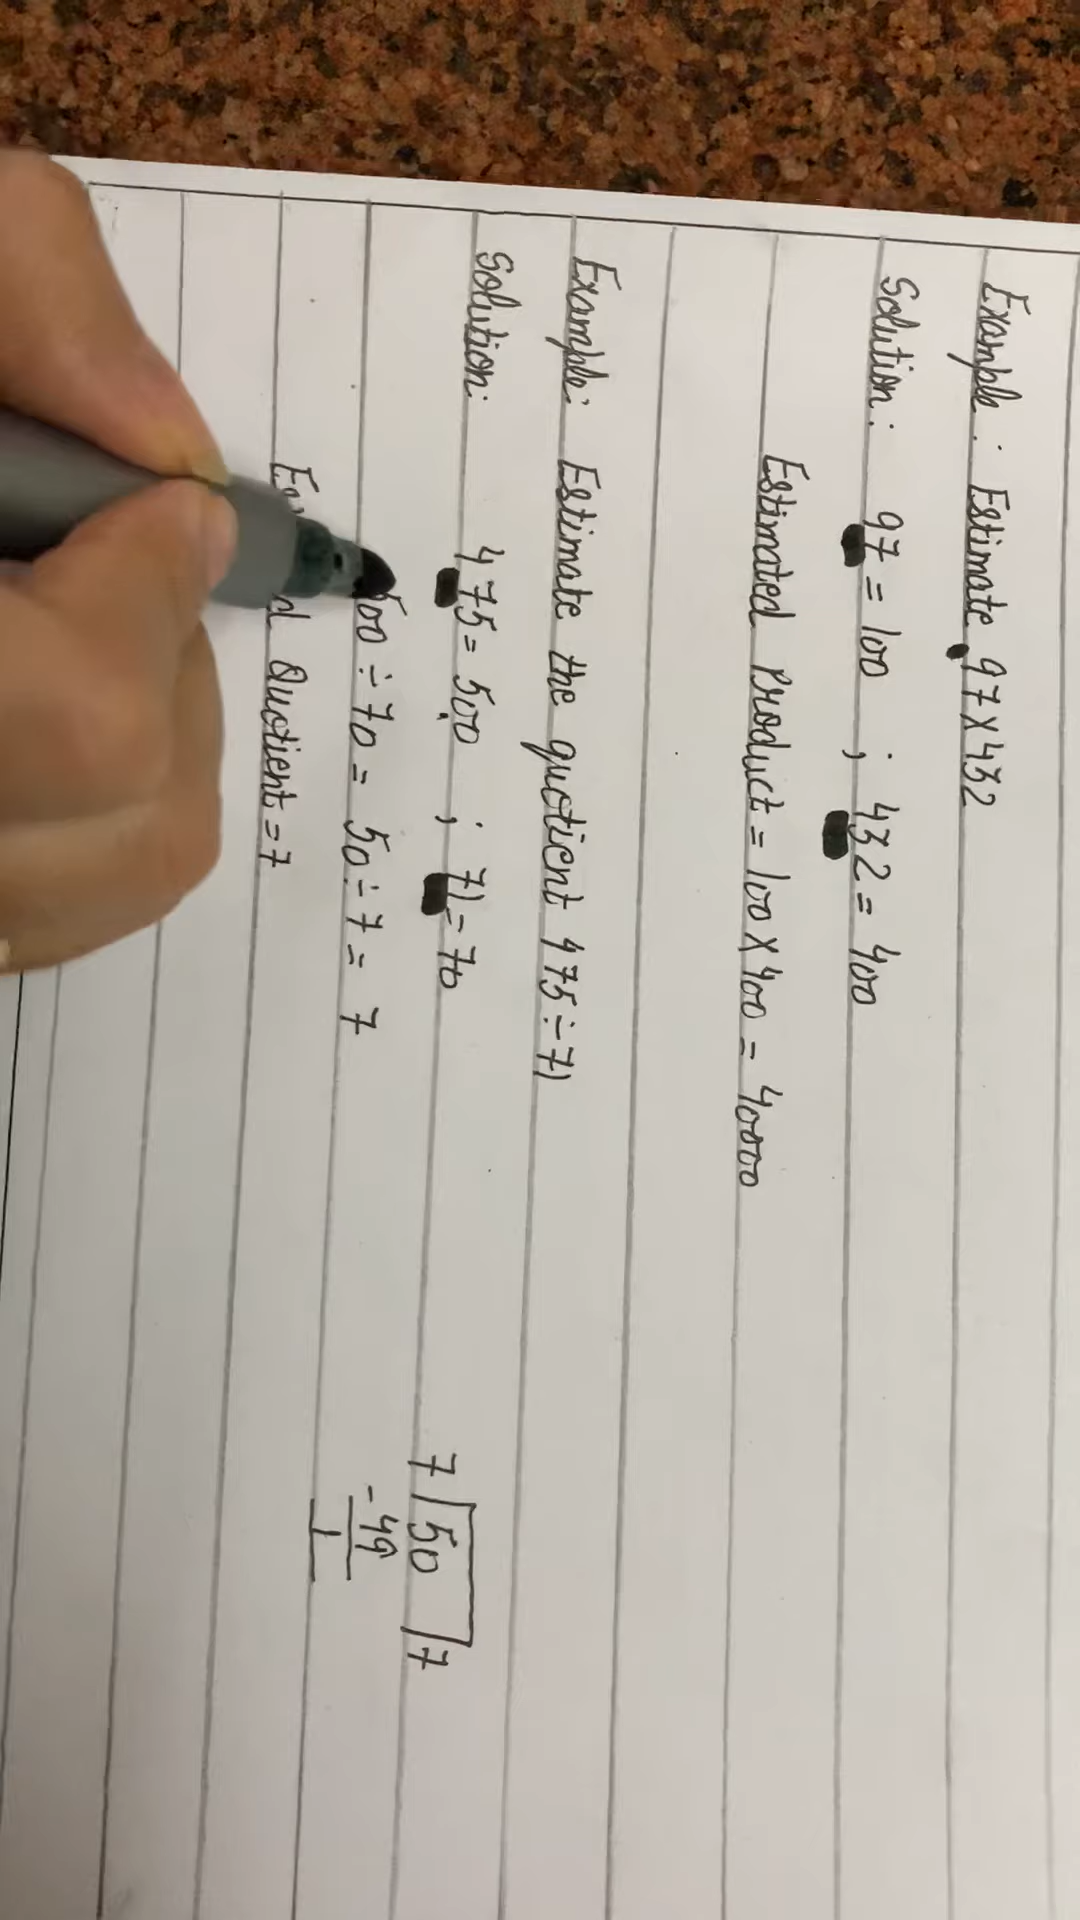 Example: Estimate 97×432
Solution: 97 = 100 ; 432 = 400
Estimated Product = 100 × 400 = 40000
Example: Estimate the quotient 475÷71
Solution: 475 = 500 ; 71 = 70
500 ÷ 70 = 50 ÷ 7 = 7
Quotient = 7
7 50 7
-49
1